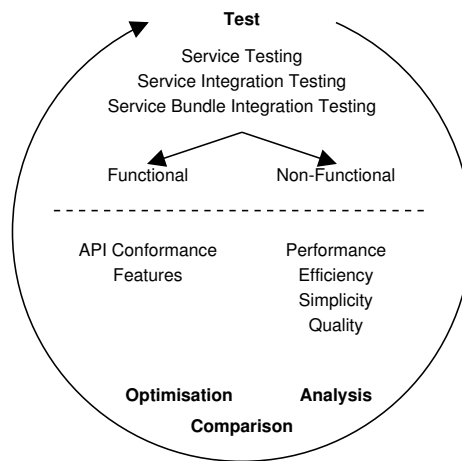 Test
Service Testing
Service Integration Testing
Service Bundle Integration Testing
Functional Non-Functional
API Conformance Performance
Features Efficiency
Simplicity
Quality
Optimisation Analysis
Comparison